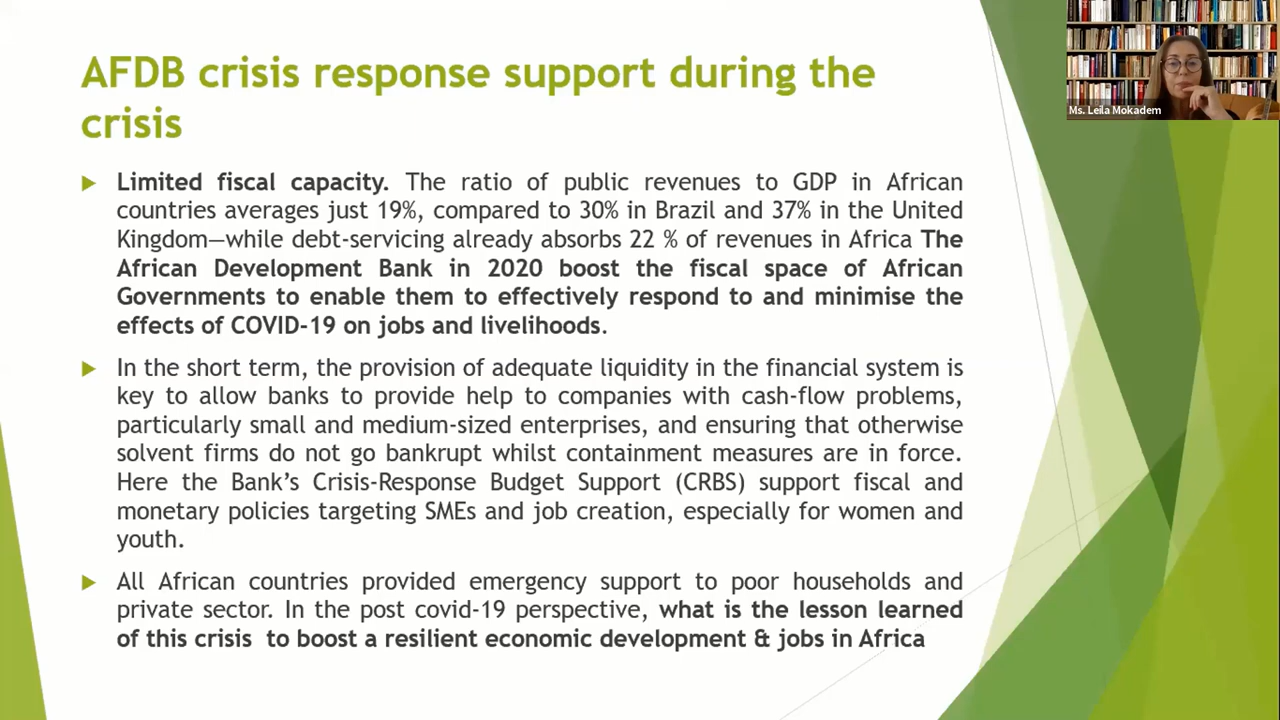 AFDB crisis response support during the
crisis
Limited fiscal capacity. The ratio of public revenues to GDP in African
countries averages just 19%, compared to 30% in Brazil and 37% in the United
Kingdom—while debt-servicing already absorbs 22 % of revenues in Africa The
African Development Bank in 2020 boost the fiscal space of African
Governments to enable them to effectively respond to and minimise the
effects of COVID-19 on jobs and livelihoods.
In the short term, the provision of adequate liquidity in the financial system is
key to allow banks to provide help to companies with cash-flow problems,
particularly small and medium-sized enterprises, and ensuring that otherwise
solvent firms do not go bankrupt whilst containment measures are in force.
Here the Bank’s Crisis-Response Budget Support (CRBS) support fiscal and
monetary policies targeting SMEs and job creation, especially for women and
youth.
All African countries provided emergency support to poor households and
private sector. In the post covid-19 perspective, what is the lesson learned
of this crisis  to boost a resilient economic development & jobs in Africa
Ms. Leila Mokadem